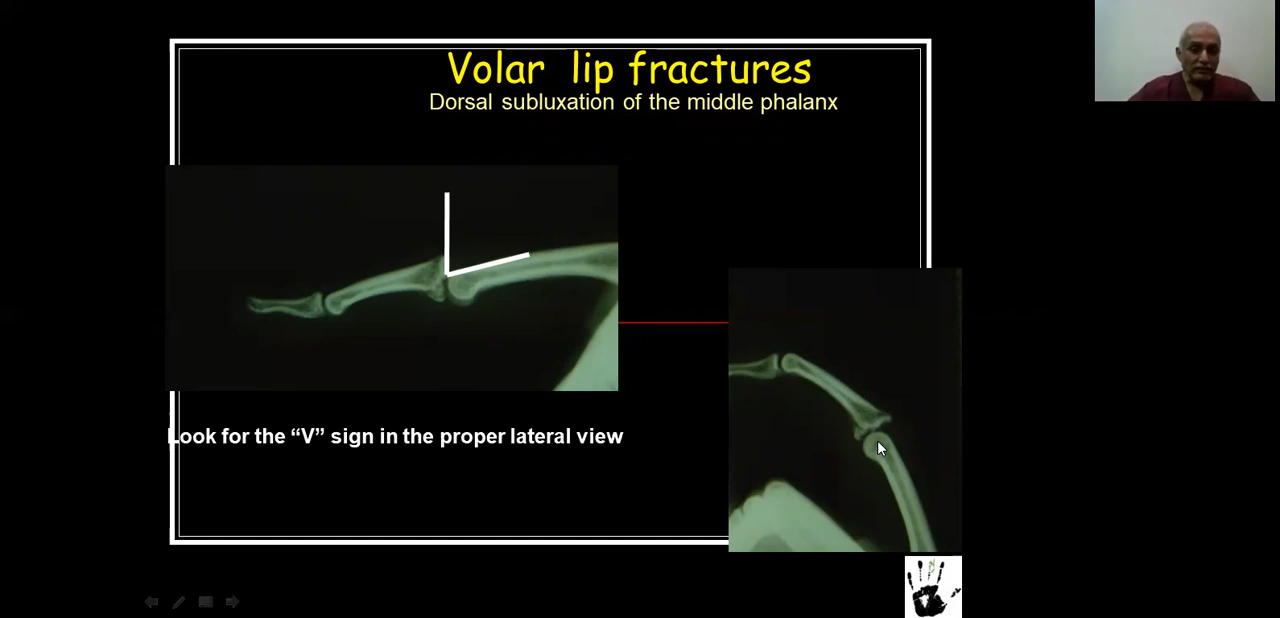 Volar lip fractures
Dorsal subluxation of the middle phalanx
Look for the “V” sign in the proper lateral view